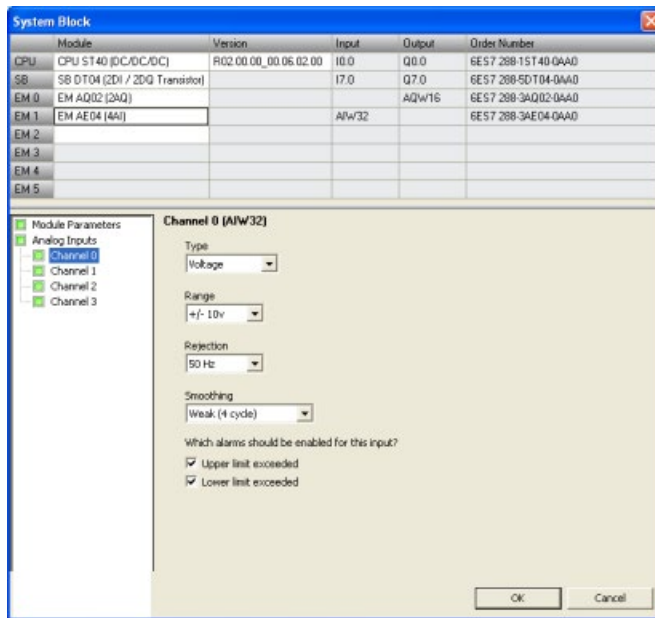 System Block
Module Version Input Output Order Number
CPU CPU ST40 (DC/DC/DC) R02.00.00_00.06.02.00 I0.0 Q0.0 6ES7 288-1ST40-0AA0
SB SB DT04 (2DI / 2DQ Transistor) I7.0 Q7.0 6ES7 288-5DT04-0AA0
EM 0 EM AQ02 (2AQ) AQW16 6ES7 288-3AQ02-0AA0
EM 1 EM AE04 (4AI) AIW32 6ES7 288-3AE04-0AA0
EM 2
EM 3
EM 4
EM 5
Module Parameters
Analog Inputs
Channel 0
Channel 1
Channel 2
Channel 3
Channel 0 (AIW32)
Type
Voltage
Range
+/- 10v
Rejection
50 Hz
Smoothing
Weak (4 cycle)
Which alarms should be enabled for this input?
Upper limit exceeded
Lower limit exceeded
OK Cancel